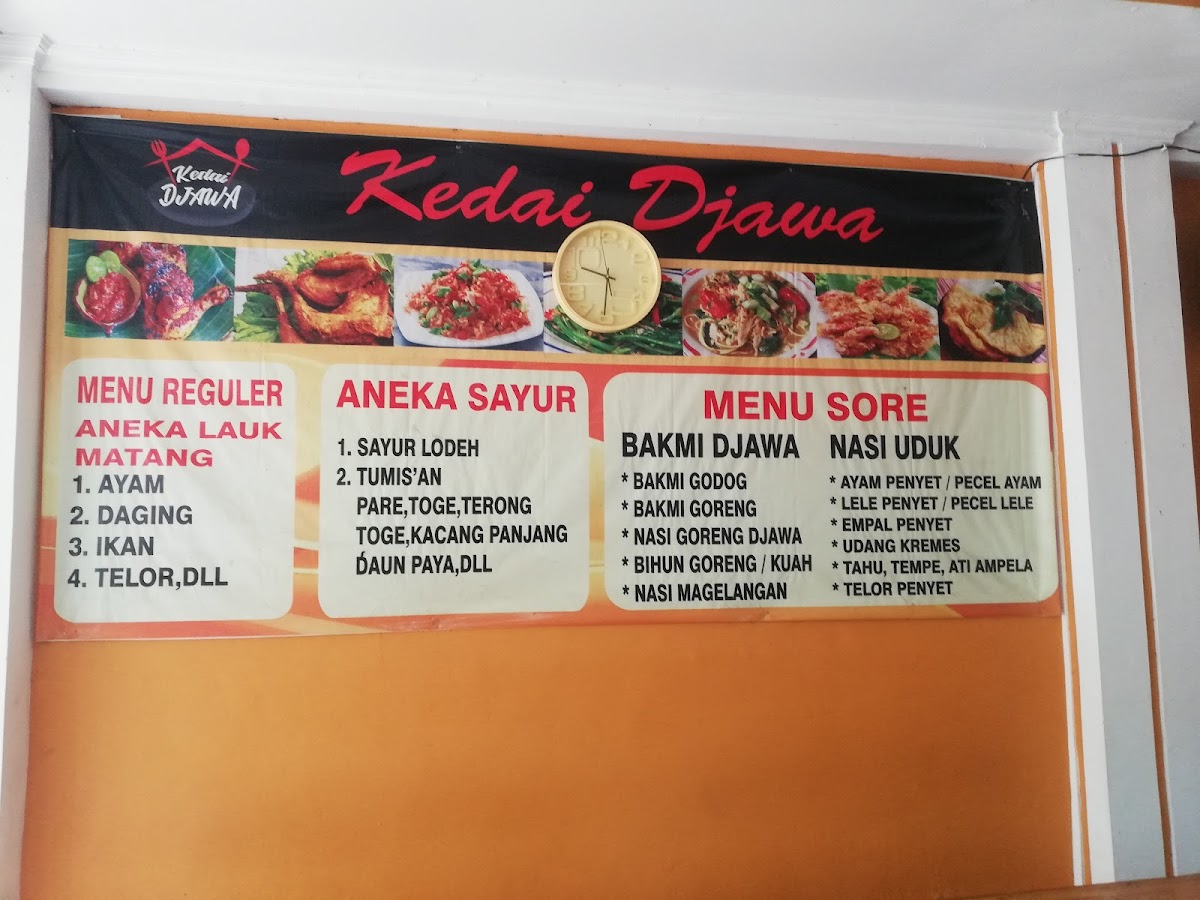 Kedai
DJAWA
Kedai Djawa
MENU REGULER
ANEKA LAUK
MATANG
1. AYAM
2. DAGING
3. IKAN
4. TELOR,DLL
ANEKA SAYUR
1. SAYUR LODEH
2. TUMIS'AN
PARE,TOGE,TERONG
TOGE,KACANG PANJANG
DAUN PAYA,DLL
MENU SORE
BAKMI DJAWA
* BAKMI GODOG
* BAKMI GORENG
* NASI GORENG DJAWA
* BIHUN GORENG / KUAH
* NASI MAGELANGAN
NASI UDUK
* AYAM PENYET / PECEL AYAM
* LELE PENYET / PECEL LELE
* EMPAL PENYET
* UDANG KREMES
* TAHU, TEMPE, ATI AMPELA
* TELOR PENYET